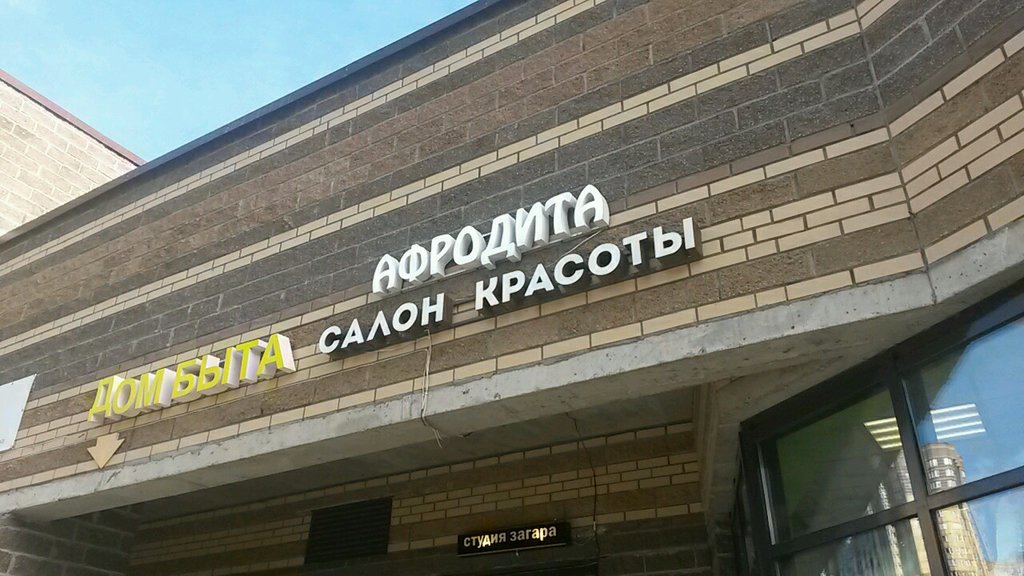 АФРОДИТА
САЛОН КРАСОТЫ
ДОМ БЫТА
СТУДИЯ ЗАГАРА